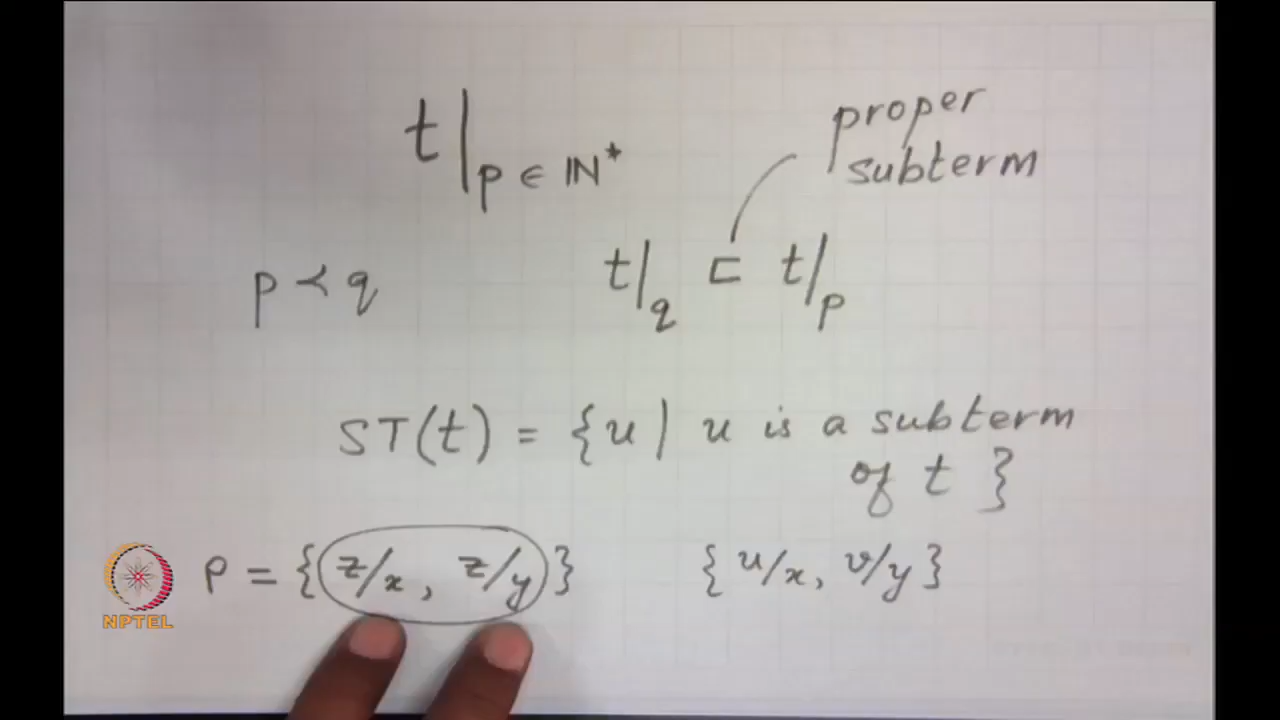 t|p ∈ ℕ*
proper
subterm
p ≺ q
t|q ⊏ t|p
ST(t) = {u | u is a subterm
of t }
ρ = {z/x, z/y}
{u/x, v/y}
NPTEL